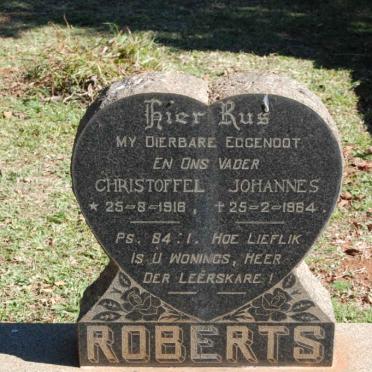 Hier Rus
MY DIERBARE EGGENOOT
EN ONS VADER
CHRISTOFFEL JOHANNES
* 25-8-1918, † 25-2-1984.
PS. 84:1. HOE LIEFLIK
IS U WONINGS, HEER
DER LEËRSKARE!
ROBERTS